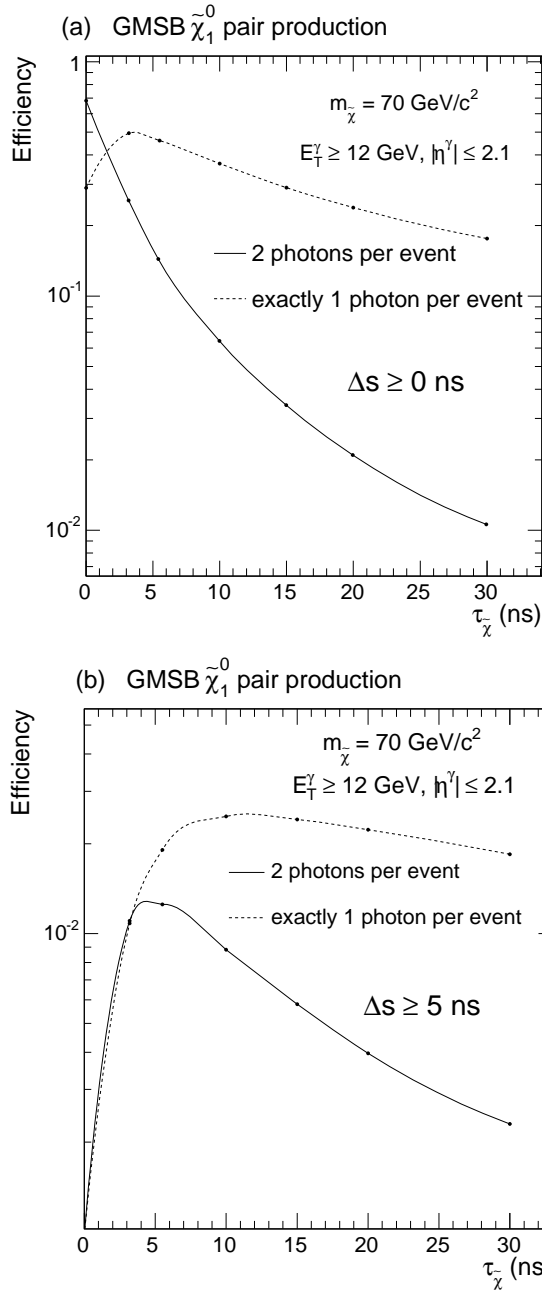 (a) GMSB χ̃₁⁰ pair production
Efficiency
1
10⁻¹
10⁻²
m_χ̃ = 70 GeV/c²
E_T^γ ≥ 12 GeV, |η^γ| ≤ 2.1
2 photons per event
exactly 1 photon per event
Δs ≥ 0 ns
0 5 10 15 20 25 30
τ_χ̃ (ns)
(b) GMSB χ̃₁⁰ pair production
Efficiency
10⁻²
m_χ̃ = 70 GeV/c²
E_T^γ ≥ 12 GeV, |η^γ| ≤ 2.1
2 photons per event
exactly 1 photon per event
Δs ≥ 5 ns
0 5 10 15 20 25 30
τ_χ̃ (ns)